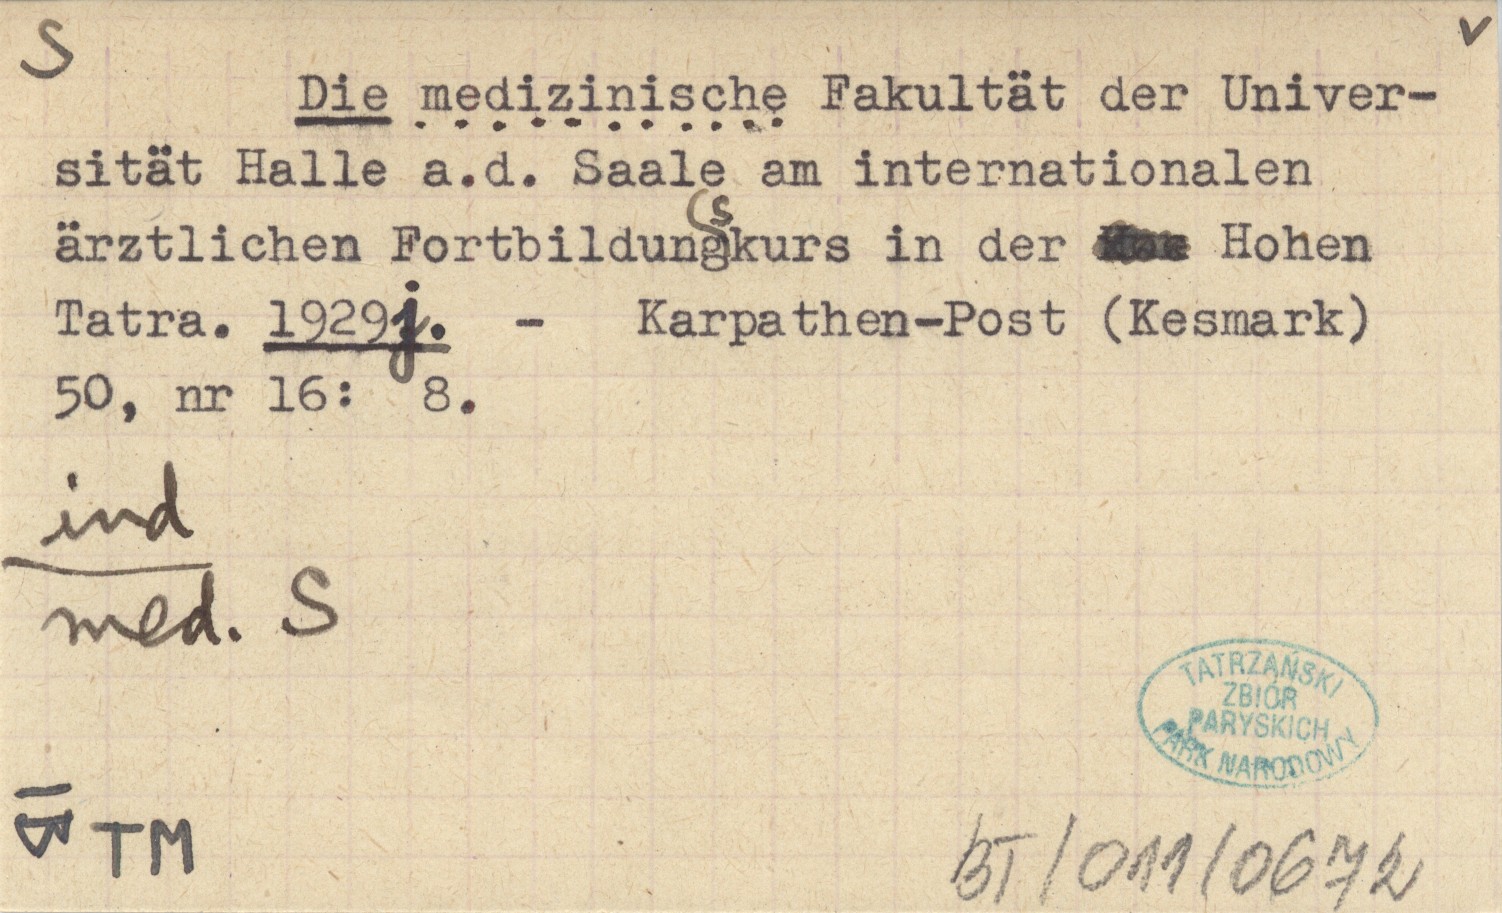 S
v
Die medizinische Fakultät der Univer-
sität Halle a.d. Saale am internationalen
ärztlichen Fortbildungskurs in der Hohen
Tatra. 1929j. - Karpathen-Post (Kesmark)
50, nr 16: 8.
ind
med. S
TATRZAŃSKI
ZBIÓR
PARYSKICH
PARK NARODOWY
TM
BT/011/0672